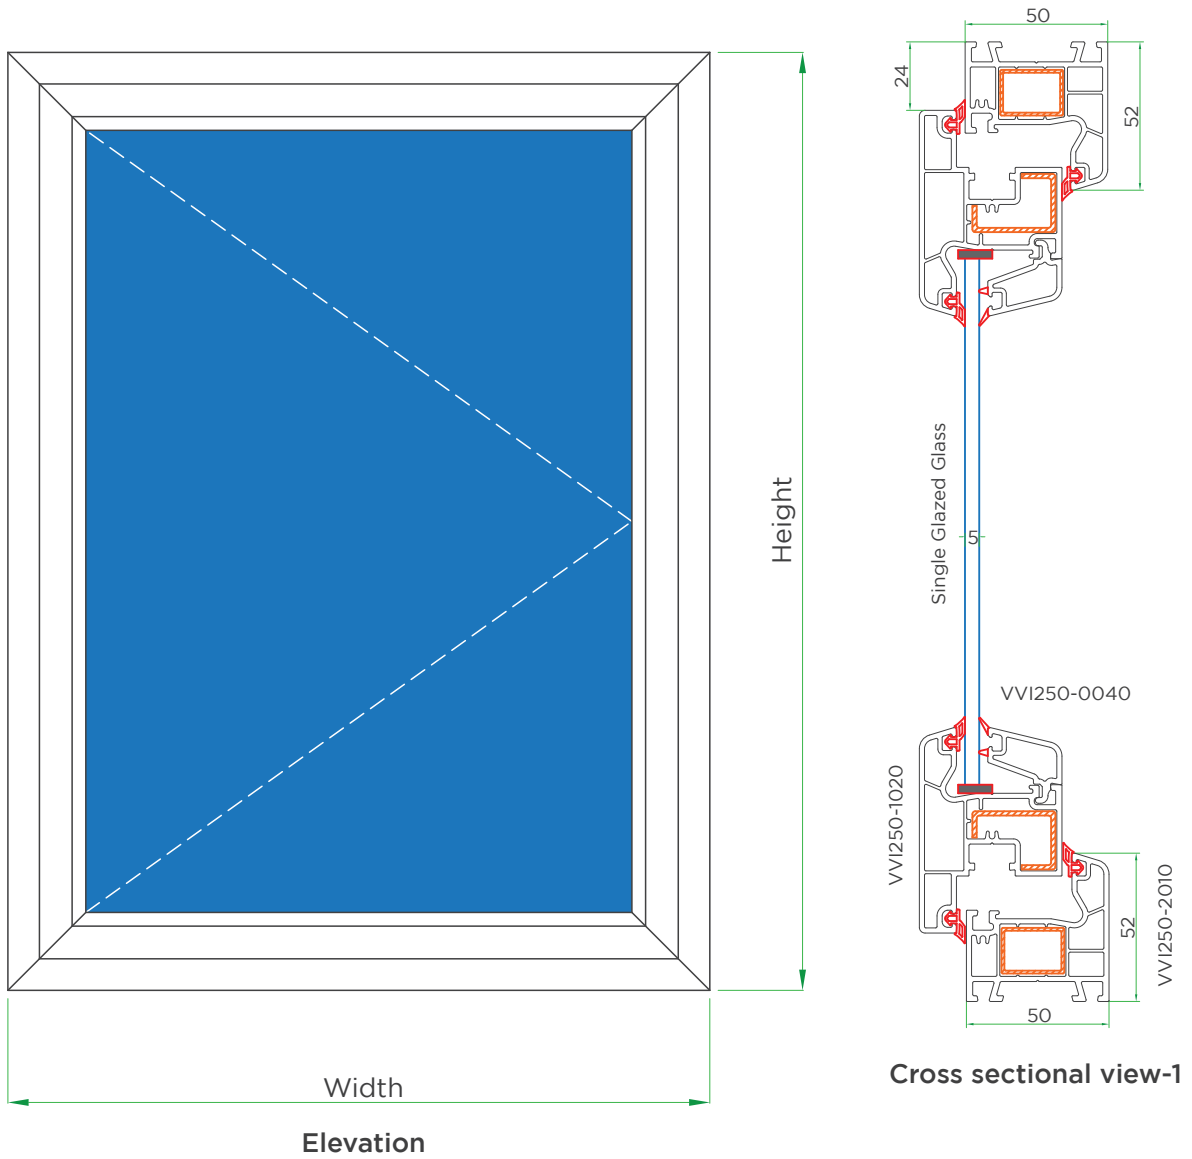 50
24
52
Height
Single Glazed Glass
5
VVI250-0040
VVI250-1020
VVI250-2010
52
50
Width
Elevation
Cross sectional view-1